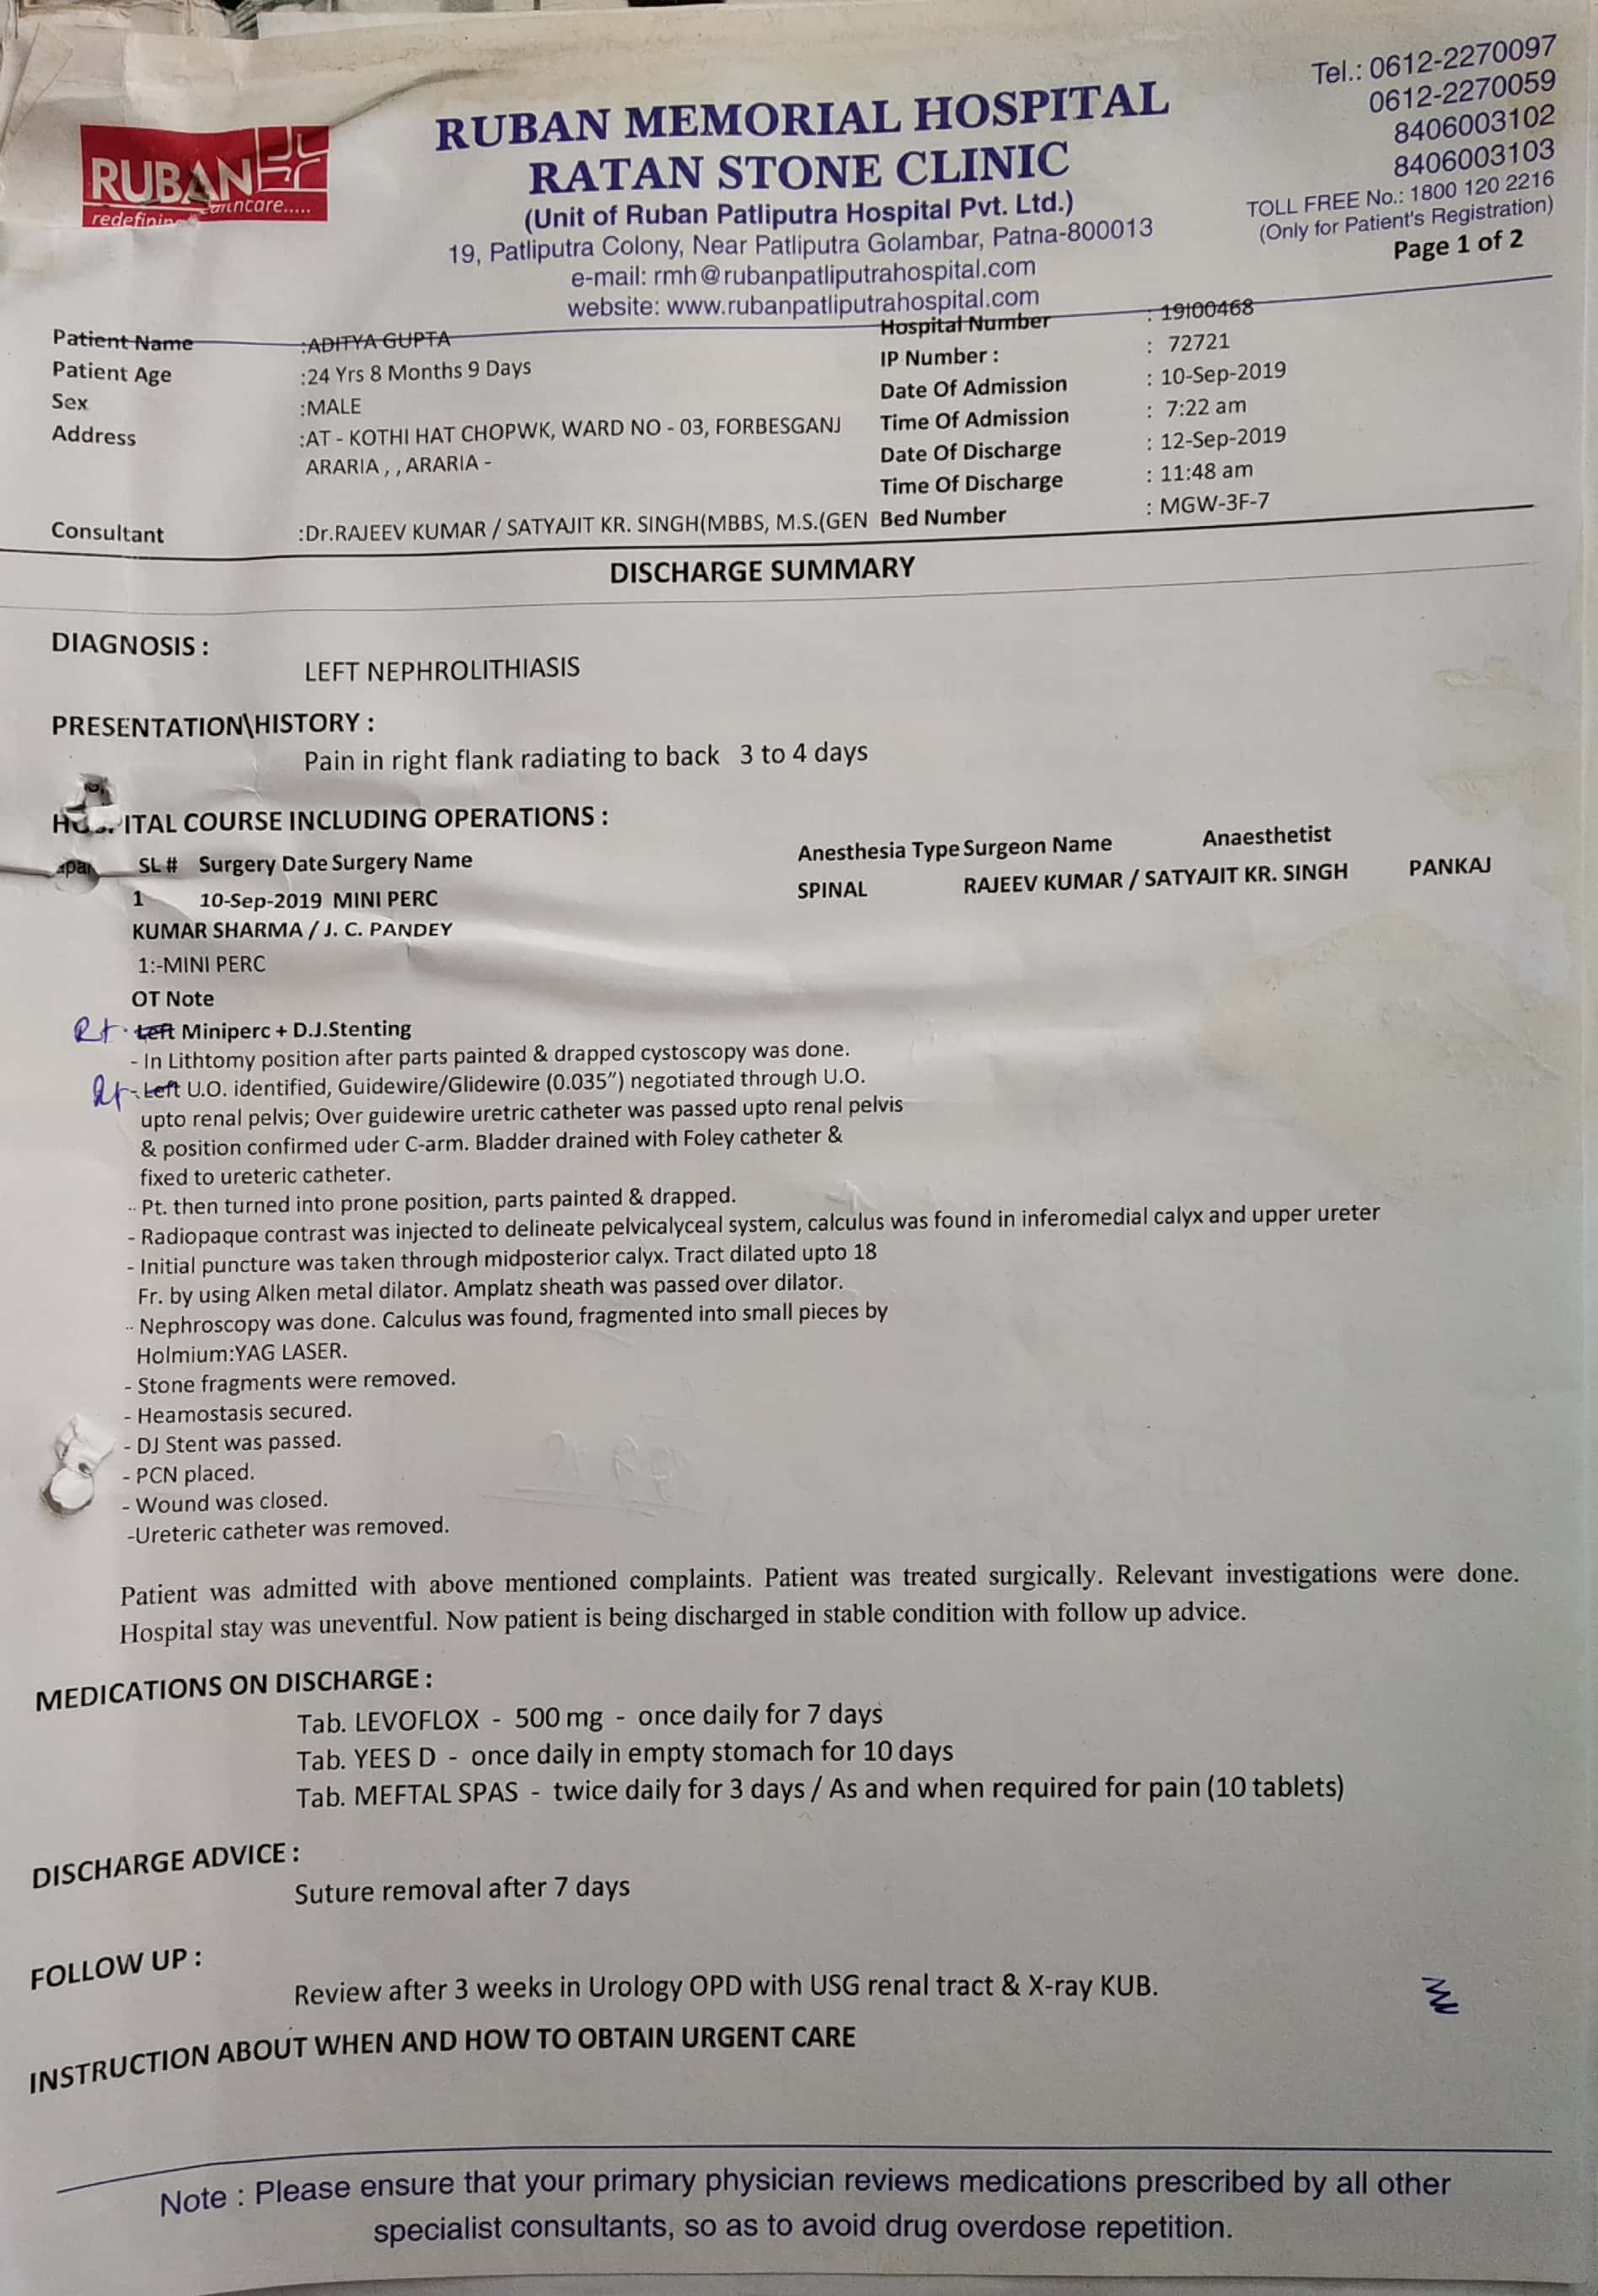 RUBAN
redefining
RUBAN MEMORIAL HOSPITAL
RATAN STONE CLINIC
(Unit of Ruban Patliputra Hospital Pvt. Ltd.)
19, Patliputra Colony, Near Patliputra Golambar, Patna-800013
e-mail: rmh@rubanpatliputrahospital.com
website: www.rubanpatliputrahospital.com
Tel.: 0612-2270097
0612-2270059
8406003102
8406003103
TOLL FREE No.: 1800 120 2216
(Only for Patient's Registration)
Page 1 of 2
Patient Name :ADITYA GUPTA
Patient Age :24 Yrs 8 Months 9 Days
Sex :MALE
Address :AT - KOTHI HAT CHOPWK, WARD NO - 03, FORBESGANJ
ARARIA , , ARARIA -
Consultant :Dr.RAJEEV KUMAR / SATYAJIT KR. SINGH(MBBS, M.S.(GEN
Hospital Number : 19I00468
IP Number : : 72721
Date Of Admission : 10-Sep-2019
Time Of Admission : 7:22 am
Date Of Discharge : 12-Sep-2019
Time Of Discharge : 11:48 am
Bed Number : MGW-3F-7
DISCHARGE SUMMARY
DIAGNOSIS :
LEFT NEPHROLITHIASIS
PRESENTATION\HISTORY :
Pain in right flank radiating to back 3 to 4 days
ITAL COURSE INCLUDING OPERATIONS :
SL # Surgery Date Surgery Name Anesthesia Type Surgeon Name Anaesthetist
1 10-Sep-2019 MINI PERC SPINAL RAJEEV KUMAR / SATYAJIT KR. SINGH PANKAJ
KUMAR SHARMA / J. C. PANDEY
1:-MINI PERC
OT Note
Rt. Left Miniperc + D.J.Stenting
- In Lithtomy position after parts painted & drapped cystoscopy was done.
Rt - Left U.O. identified, Guidewire/Glidewire (0.035”) negotiated through U.O.
upto renal pelvis; Over guidewire uretric catheter was passed upto renal pelvis
& position confirmed uder C-arm. Bladder drained with Foley catheter &
fixed to ureteric catheter.
- Pt. then turned into prone position, parts painted & drapped.
- Radiopaque contrast was injected to delineate pelvicalyceal system, calculus was found in inferomedial calyx and upper ureter
- Initial puncture was taken through midposterior calyx. Tract dilated upto 18
Fr. by using Alken metal dilator. Amplatz sheath was passed over dilator.
- Nephroscopy was done. Calculus was found, fragmented into small pieces by
Holmium:YAG LASER.
- Stone fragments were removed.
- Heamostasis secured.
- DJ Stent was passed.
- PCN placed.
- Wound was closed.
-Ureteric catheter was removed.
Patient was admitted with above mentioned complaints. Patient was treated surgically. Relevant investigations were done.
Hospital stay was uneventful. Now patient is being discharged in stable condition with follow up advice.
MEDICATIONS ON DISCHARGE :
Tab. LEVOFLOX - 500 mg - once daily for 7 days
Tab. YEES D - once daily in empty stomach for 10 days
Tab. MEFTAL SPAS - twice daily for 3 days / As and when required for pain (10 tablets)
DISCHARGE ADVICE :
Suture removal after 7 days
FOLLOW UP :
Review after 3 weeks in Urology OPD with USG renal tract & X-ray KUB.
INSTRUCTION ABOUT WHEN AND HOW TO OBTAIN URGENT CARE
Note : Please ensure that your primary physician reviews medications prescribed by all other
specialist consultants, so as to avoid drug overdose repetition.